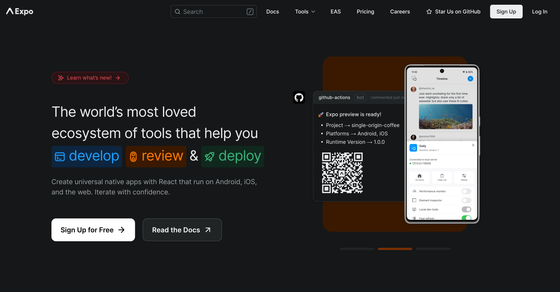 Expo
Search
/
Docs
Tools
EAS
Pricing
Careers
Star Us on GitHub
Sign Up
Log In
Learn what's new! →
The world's most loved
ecosystem of tools that help you
develop review & deploy
Create universal native apps with React that run on Android, iOS,
and the web. Iterate with confidence.
Sign Up for Free →
Read the Docs
github-actions bot
Expo preview is ready!
• Project → single-origin-coffee
• Platforms → Android, iOS
• Runtime Version → 1.0.0
Timeline